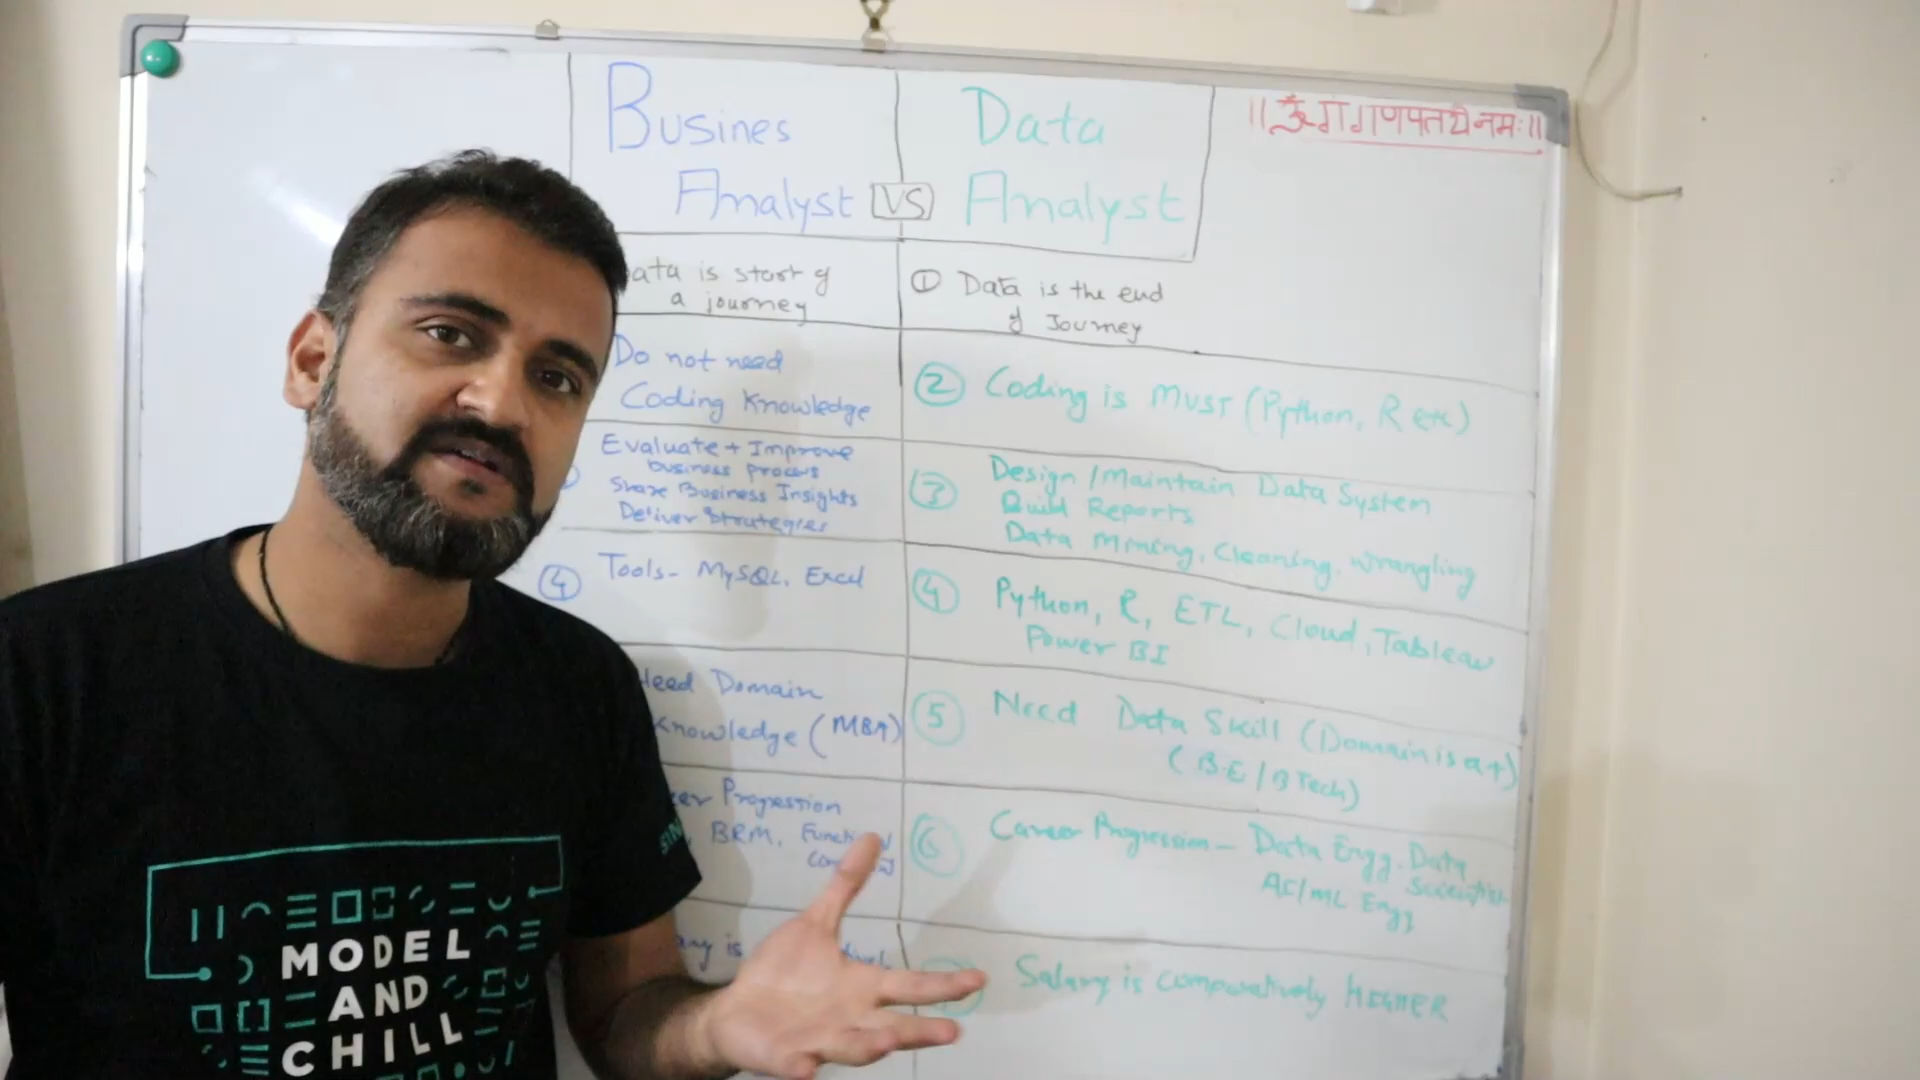 Busines
Analyst
VS
Data
Analyst
॥ ॐ गं गणपतये नमः ॥
ata is start of
a journey
① Data is the end
of Journey
Do not need
Coding Knowledge
② Coding is MUST (Python, R etc)
Evaluate + Improve
business process
Share Business Insights
Deliver Strategies
③ Design / Maintain Data System
Build Reports
Data Mining, Cleaning, wrangling
④ Tools - MySQL, Excel
④ Python, R, ETL, Cloud, Tableau
Power BI
Need Domain
Knowledge (MBA)
⑤ Need Data Skill (Domain is a +)
(B.E / B Tech)
er Progression
BRM,
⑥ Career Progression - Data Engg, Data
Scientist
AI/ML Engg
ary is
Salary is comparatively HIGHER
MODEL
AND
CHILL